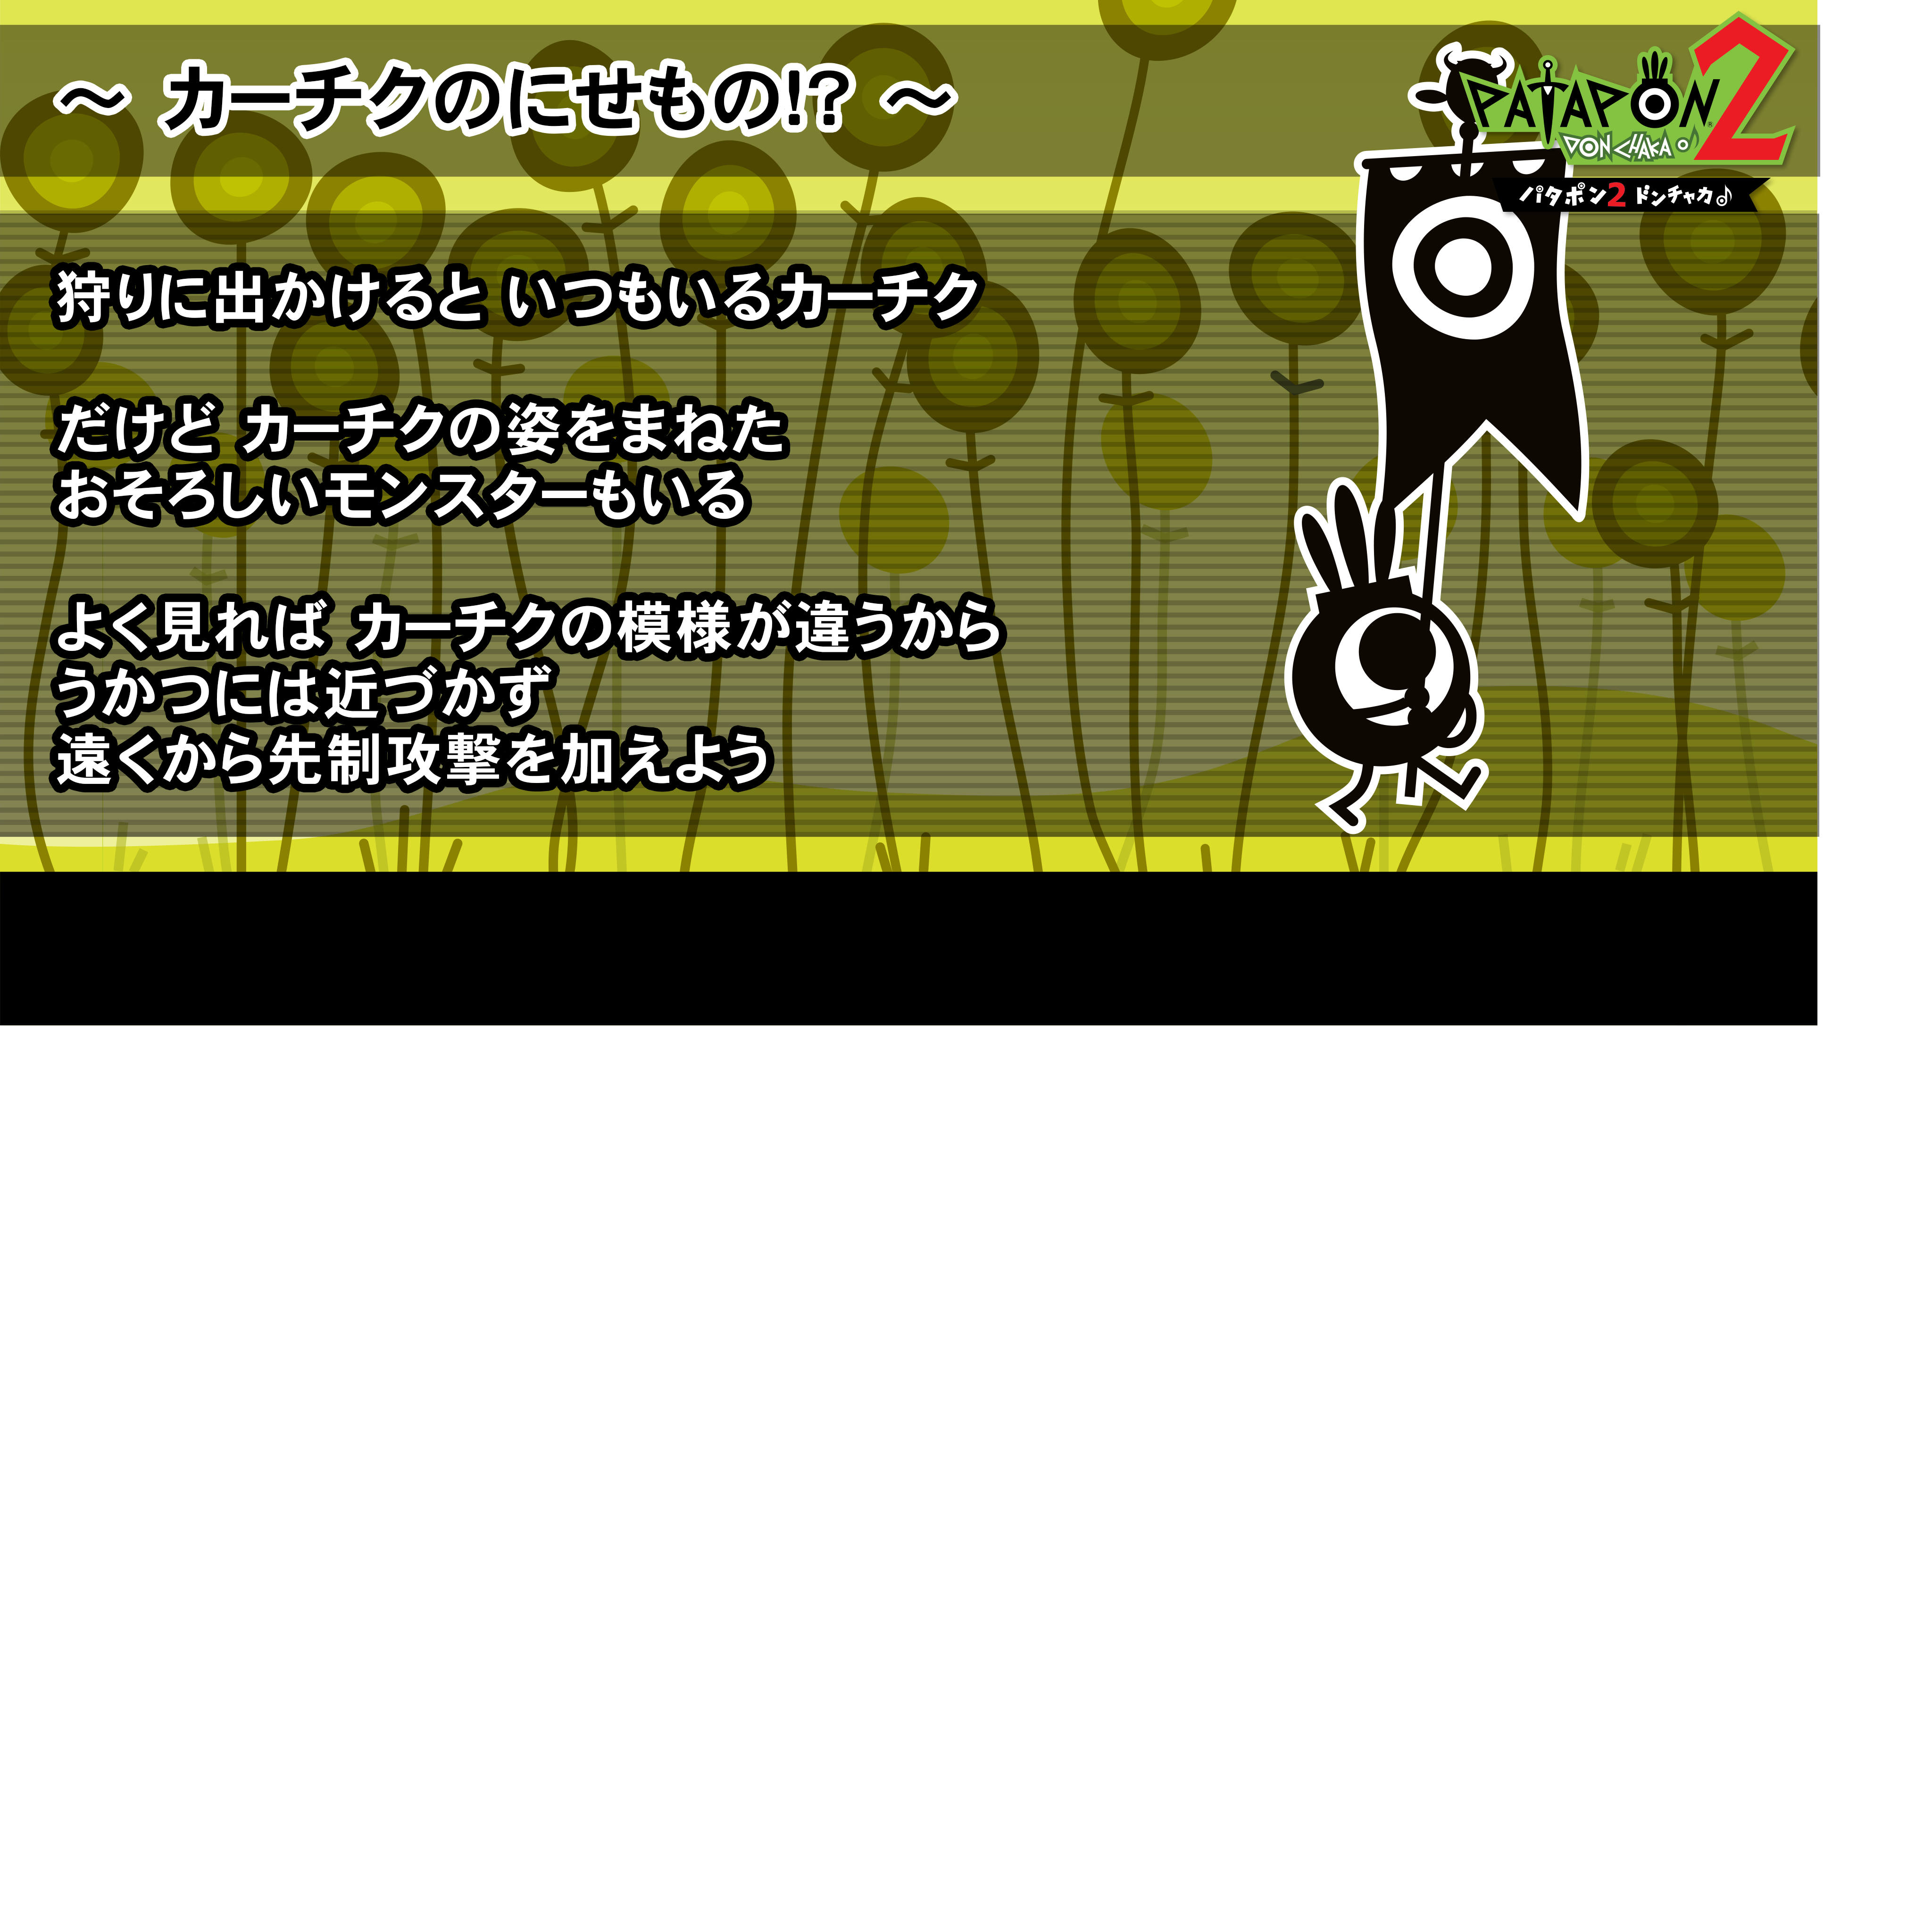 ～ カーチクのにせもの!? ～
PATAPON 2
DON CHAKA♪
パタポン2 ドンチャカ♪
狩りに出かけると いつもいるカーチク
だけど カーチクの姿をまねた
おそろしいモンスターもいる
よく見れば カーチクの模様が違うから
うかつには近づかず
遠くから先制攻撃を加えよう